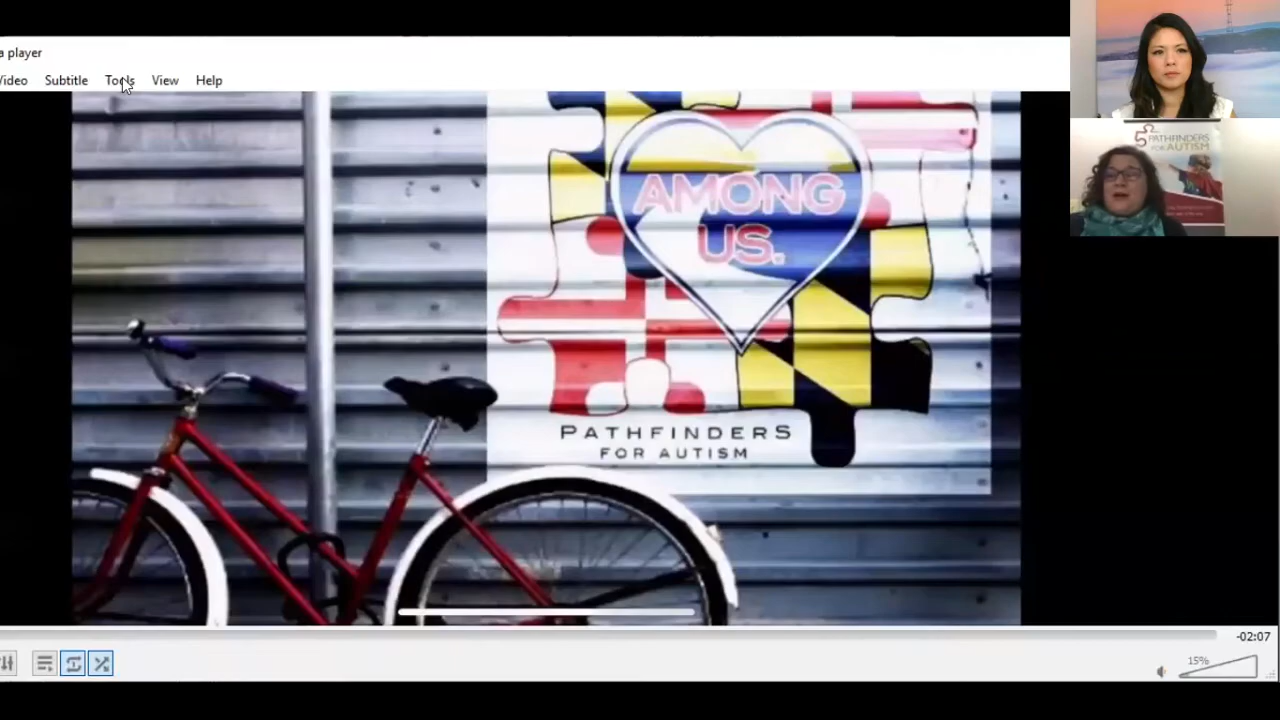 a player
Video Subtitle Tools View Help
AMONG
US.
PATHFINDERS
FOR AUTISM
-02:07
15%
PATHFINDERS
FOR AUTISM